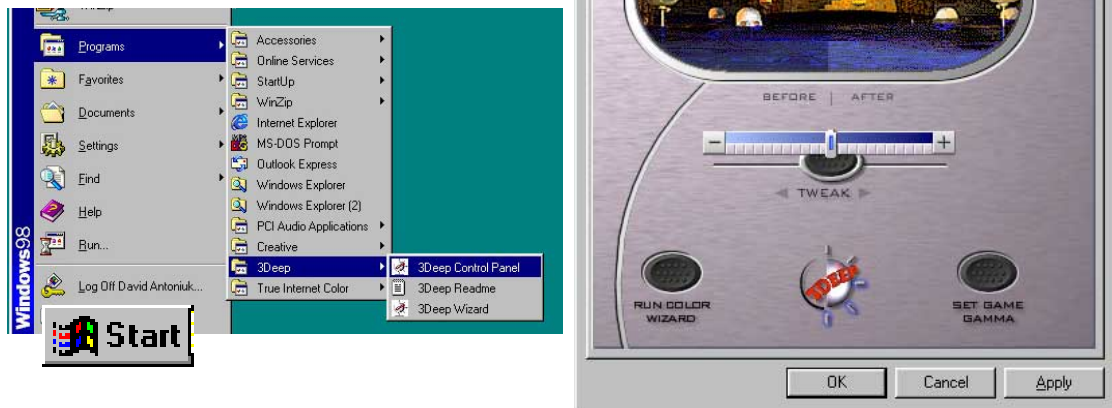 WinZip
Programs
Favorites
Documents
Settings
Find
Help
Run...
Log Off David Antoniuk...
Windows98
Start
Accessories
Online Services
StartUp
WinZip
Internet Explorer
MS-DOS Prompt
Outlook Express
Windows Explorer
Windows Explorer (2)
PCI Audio Applications
Creative
3Deep
True Internet Color
3Deep Control Panel
3Deep Readme
3Deep Wizard
BEFORE | AFTER
− +
TWEAK
3DEEP
RUN COLOR
WIZARD
SET GAME
GAMMA
OK Cancel Apply